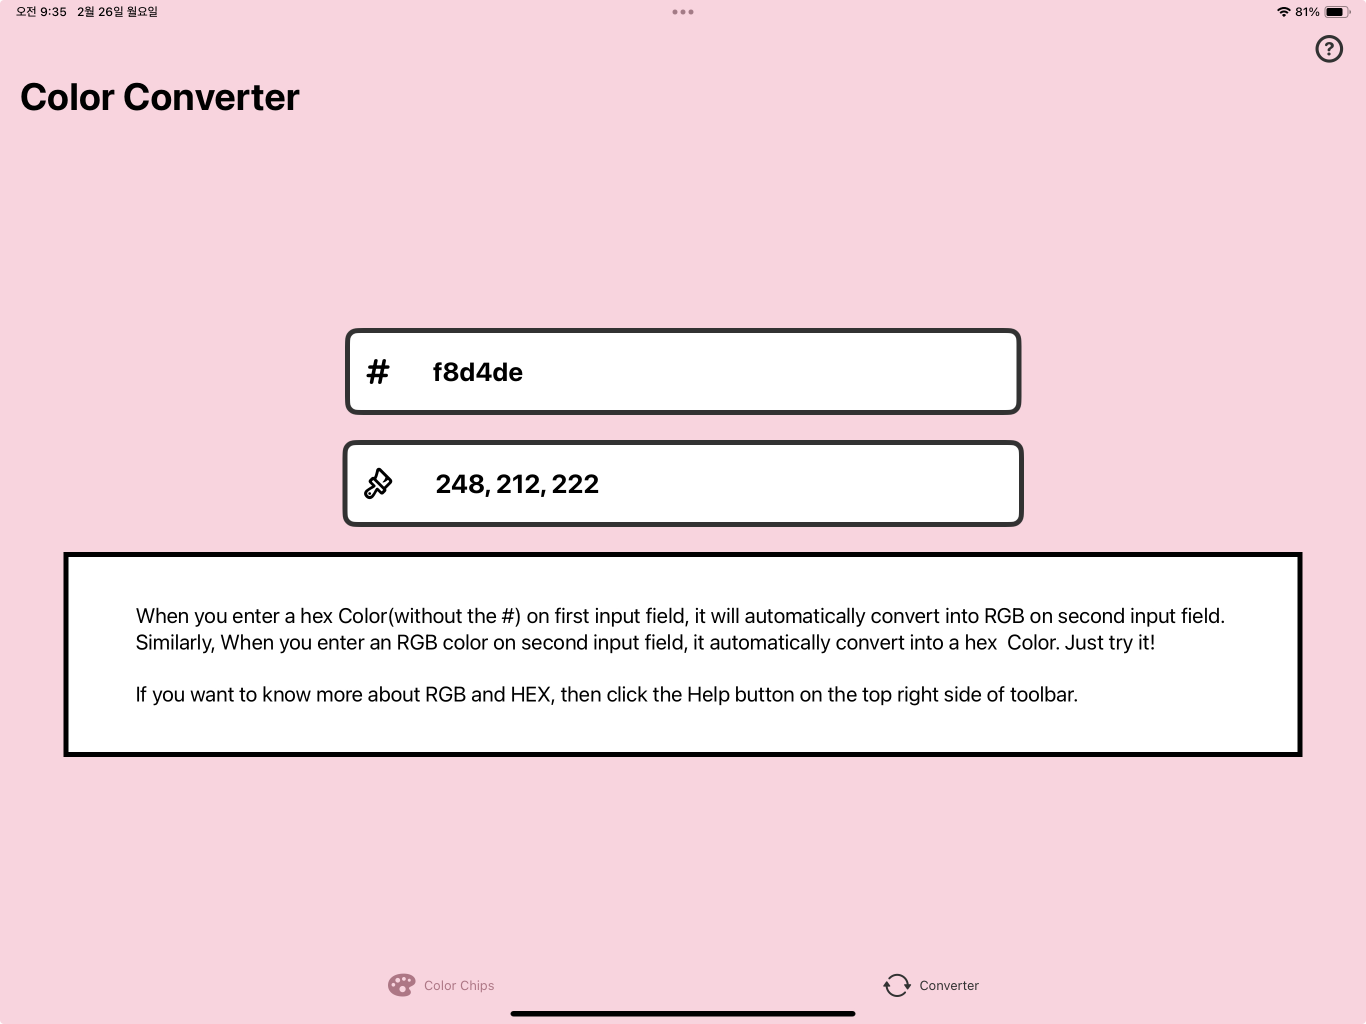 오전 9:35 2월 26일 월요일
81%
Color Converter
# f8d4de
248, 212, 222
When you enter a hex Color(without the #) on first input field, it will automatically convert into RGB on second input field.
Similarly, When you enter an RGB color on second input field, it automatically convert into a hex  Color. Just try it!
If you want to know more about RGB and HEX, then click the Help button on the top right side of toolbar.
Color Chips
Converter